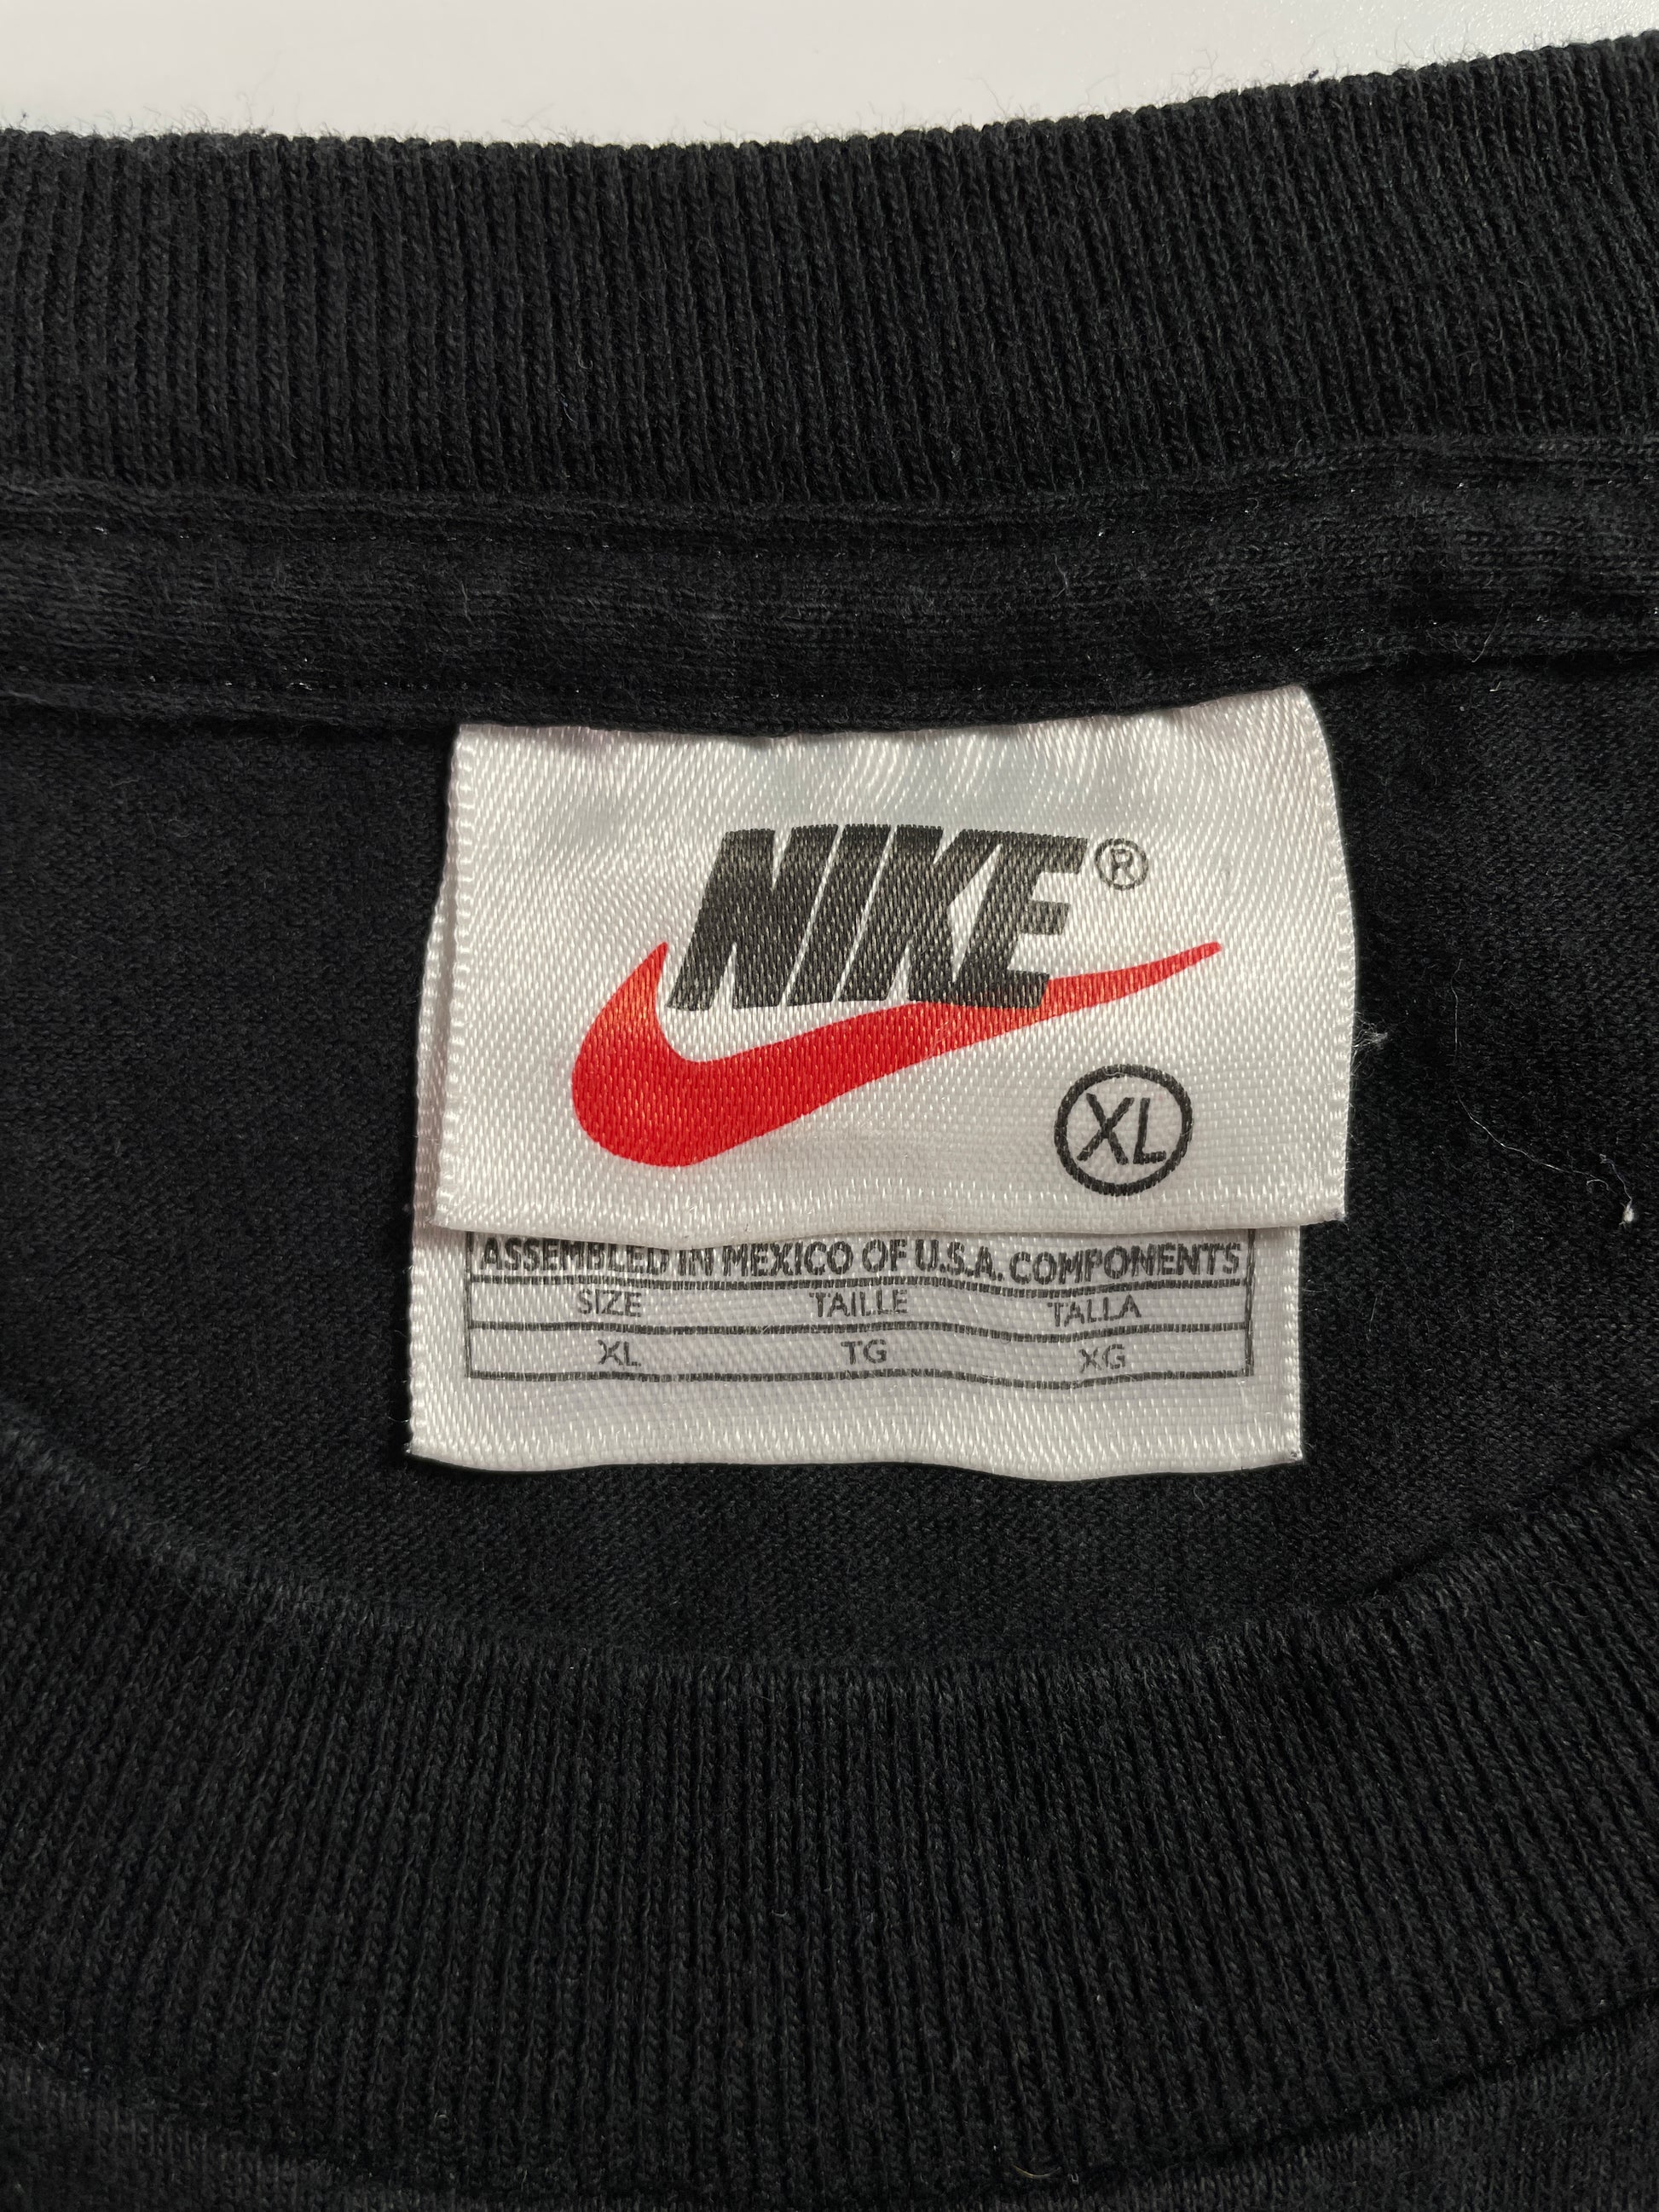 NIKE®
XL
ASSEMBLED IN MEXICO OF U.S.A. COMPONENTS
SIZE TAILLE TALLA
XL TG XG